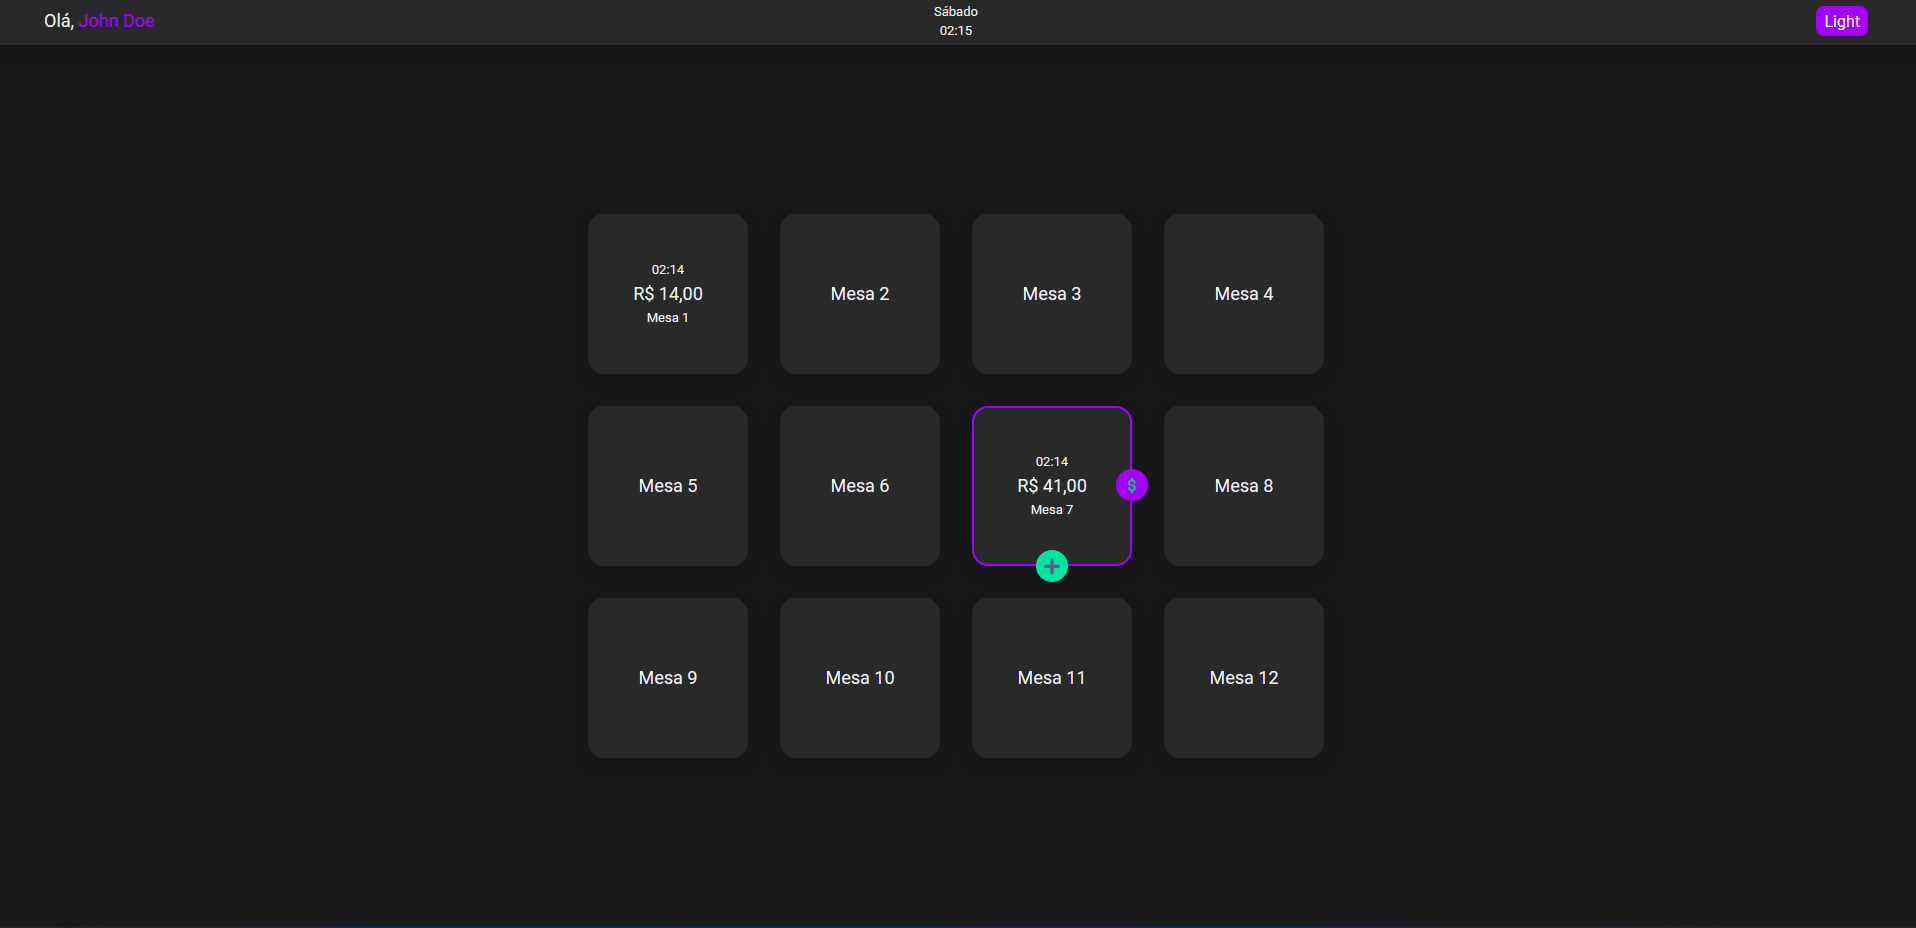 Olá, John Doe
Sábado
02:15
Light
02:14
R$ 14,00
Mesa 1
Mesa 2
Mesa 3
Mesa 4
Mesa 5
Mesa 6
02:14
R$ 41,00
Mesa 7
$
+
Mesa 8
Mesa 9
Mesa 10
Mesa 11
Mesa 12